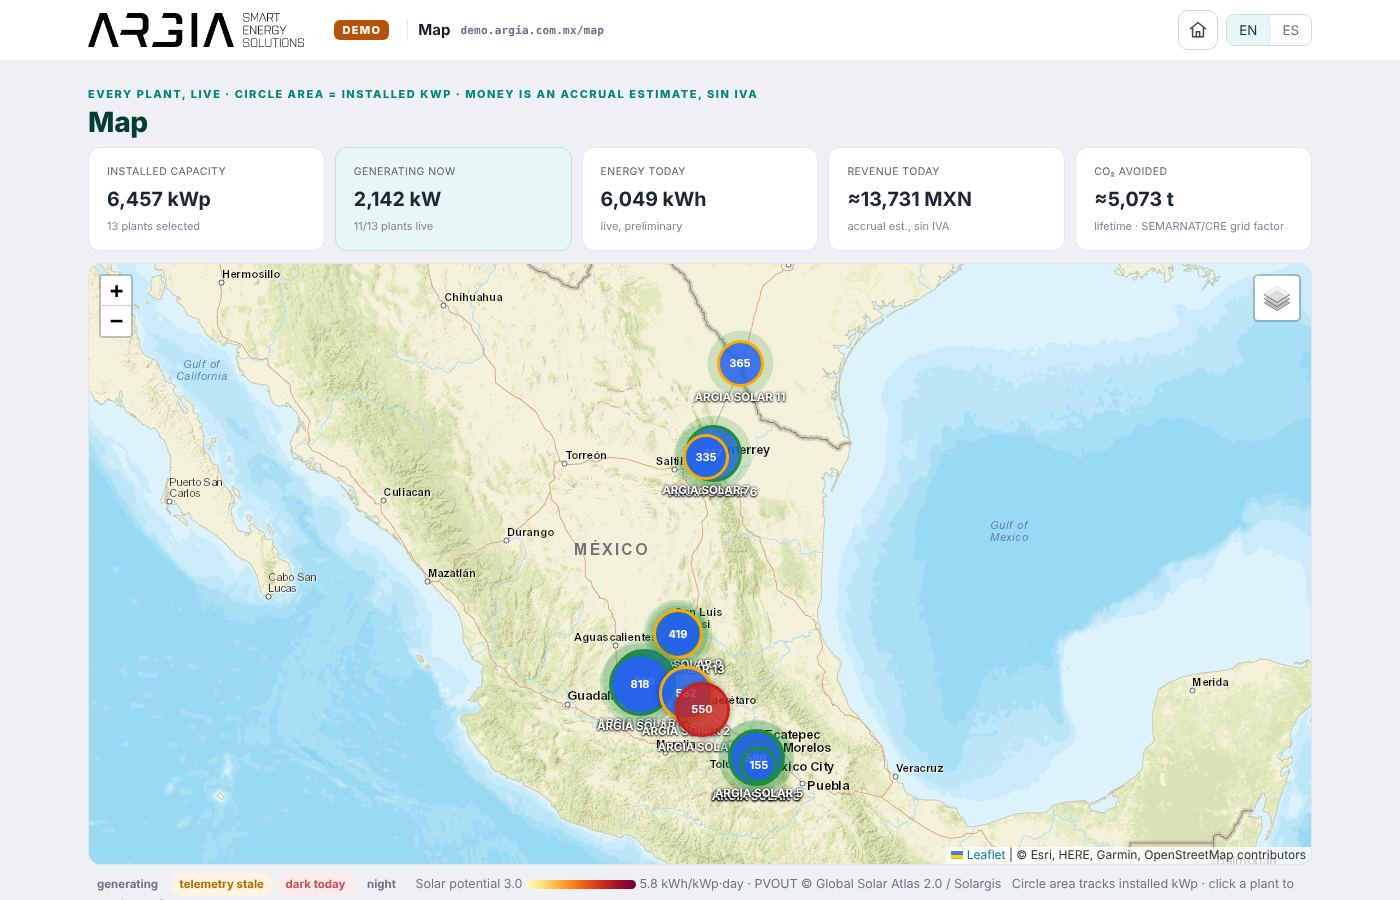 ARGIA SMART ENERGY SOLUTIONS
DEMO
Map demo.argia.com.mx/map
EN ES
EVERY PLANT, LIVE · CIRCLE AREA = INSTALLED KWP · MONEY IS AN ACCRUAL ESTIMATE, SIN IVA
Map
INSTALLED CAPACITY
6,457 kWp
13 plants selected
GENERATING NOW
2,142 kW
11/13 plants live
ENERGY TODAY
6,049 kWh
live, preliminary
REVENUE TODAY
≈13,731 MXN
accrual est., sin IVA
CO₂ AVOIDED
≈5,073 t
lifetime · SEMARNAT/CRE grid factor
+
−
Hermosillo
Chihuahua
Gulf of
California
365
ARGIA SOLAR 11
Torreón
335
Puerto San
Carlos
Culiacan
Durango
MÉXICO
Gulf of
Mexico
Mazatlán
Cabo San
Lucas
Aguascalientes
419
818
550
Merida
155
Veracruz
Puebla
Leaflet | © Esri, HERE, Garmin, OpenStreetMap contributors
generating telemetry stale dark today night Solar potential 3.0 5.8 kWh/kWp·day · PVOUT © Global Solar Atlas 2.0 / Solargis Circle area tracks installed kWp · click a plant to